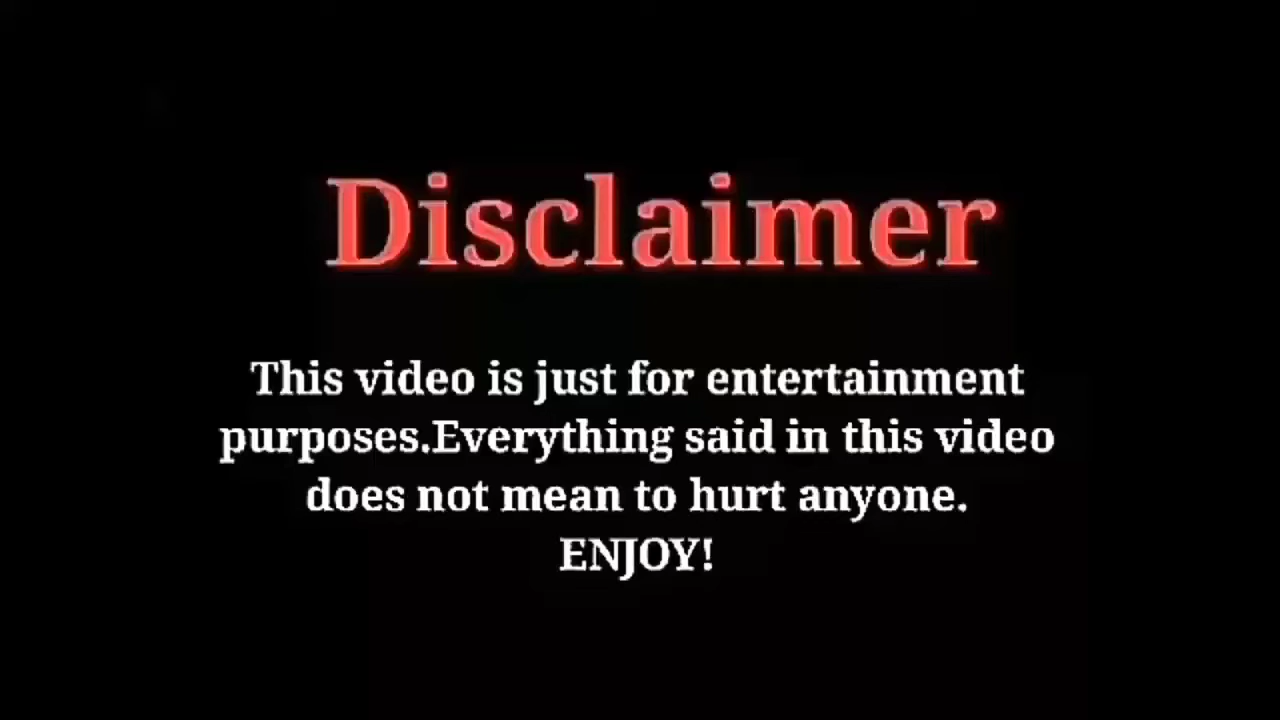 Disclaimer
This video is just for entertainment
purposes.Everything said in this video
does not mean to hurt anyone.
ENJOY!